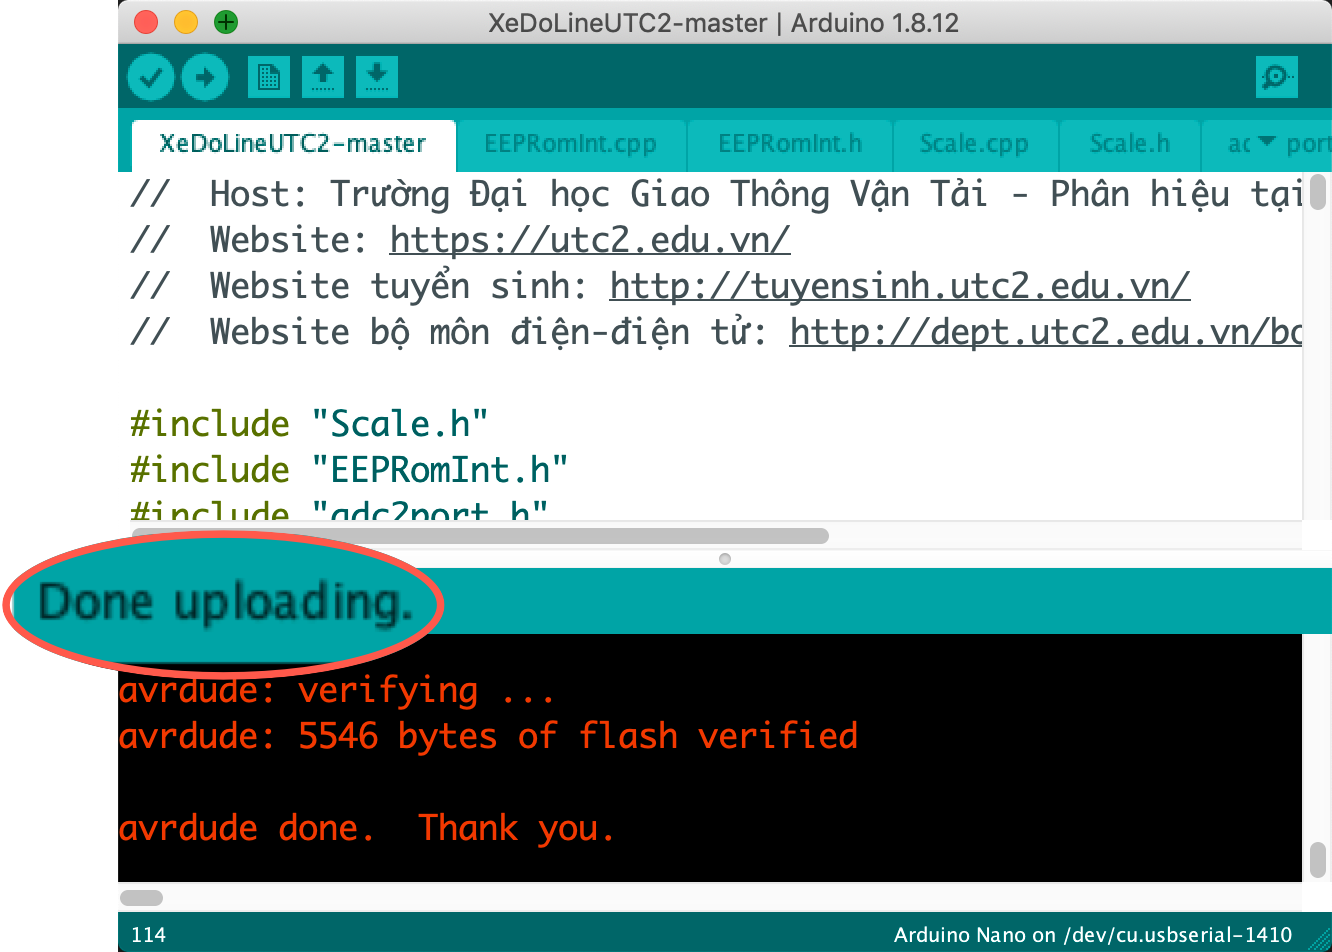 XeDoLineUTC2-master | Arduino 1.8.12
XeDoLineUTC2-master EEPRomInt.cpp EEPRomInt.h Scale.cpp Scale.h ac port
// Host: Trường Đại học Giao Thông Vận Tải - Phân hiệu tại
// Website: https://utc2.edu.vn/
// Website tuyển sinh: http://tuyensinh.utc2.edu.vn/
// Website bộ môn điện-điện tử: http://dept.utc2.edu.vn/bo
#include "Scale.h"
#include "EEPRomInt.h"
#include "adc2port.h"
Done uploading.
avrdude: verifying ...
avrdude: 5546 bytes of flash verified
avrdude done. Thank you.
114 Arduino Nano on /dev/cu.usbserial-1410